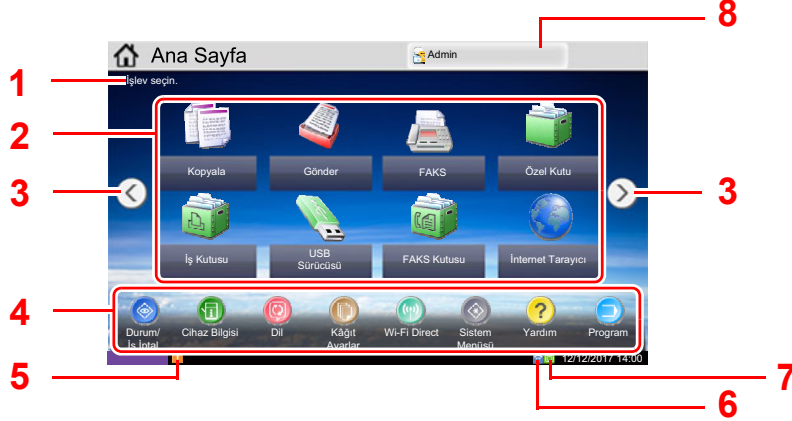 8
Ana Sayfa
Admin
1
İşlev seçin.
2
Kopyala
Gönder
FAKS
Özel Kutu
3
3
İş Kutusu
USB
Sürücüsü
FAKS Kutusu
İnternet Tarayıcı
4
?
Durum/
İş İptal
Cihaz Bilgisi
Dil
Kâğıt
Ayarlar
Wi-Fi Direct
Sistem
Menüsü
Yardım
Program
12/12/2017 14:00
5
7
6